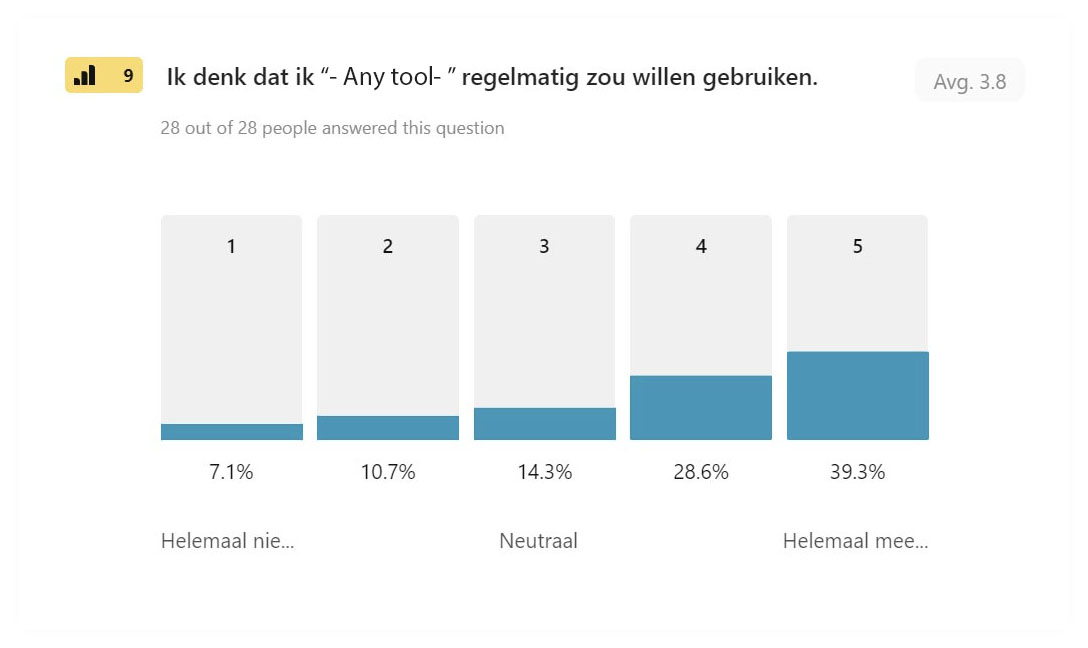 9 Ik denk dat ik “- Any tool- ” regelmatig zou willen gebruiken. Avg. 3.8
28 out of 28 people answered this question
1 2 3 4 5
7.1% 10.7% 14.3% 28.6% 39.3%
Helemaal nie... Neutraal Helemaal mee...